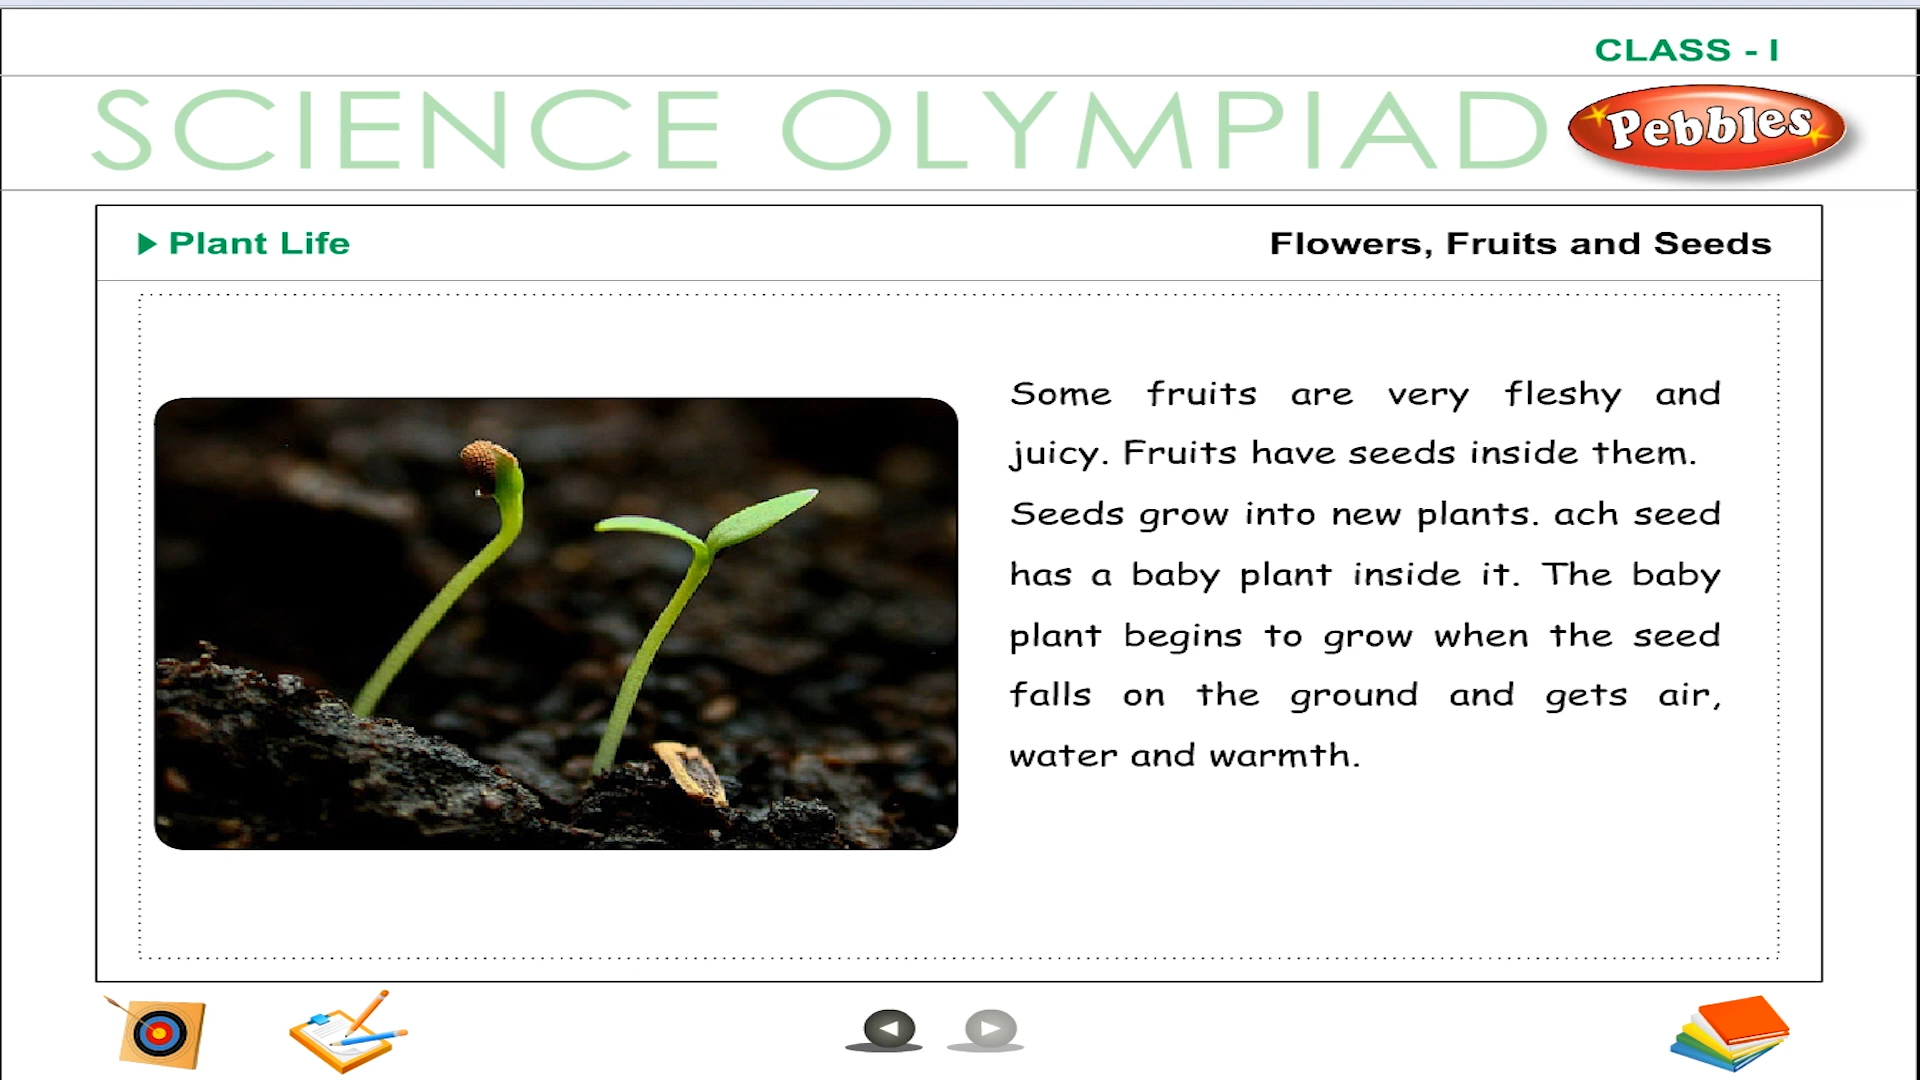 CLASS - I
SCIENCE OLYMPIAD
Pebbles
Plant Life
Flowers, Fruits and Seeds
Some fruits are very fleshy and
juicy. Fruits have seeds inside them.
Seeds grow into new plants. ach seed
has a baby plant inside it. The baby
plant begins to grow when the seed
falls on the ground and gets air,
water and warmth.